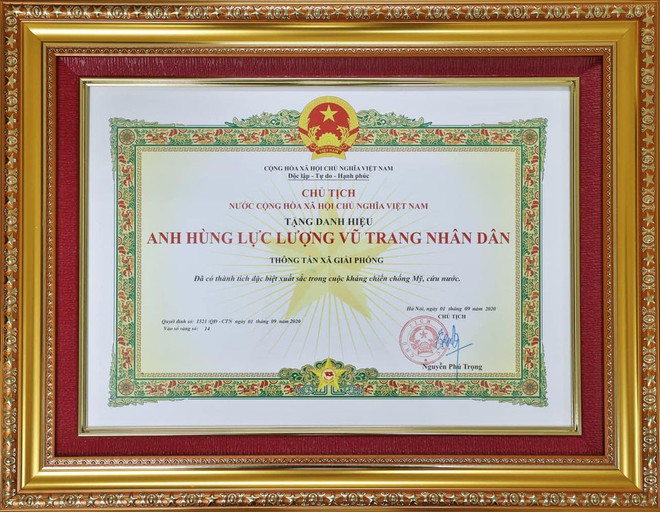 CỘNG HÒA XÃ HỘI CHỦ NGHĨA VIỆT NAM
Độc lập - Tự do - Hạnh phúc
CHỦ TỊCH
NƯỚC CỘNG HÒA XÃ HỘI CHỦ NGHĨA VIỆT NAM
TẶNG DANH HIỆU
ANH HÙNG LỰC LƯỢNG VŨ TRANG NHÂN DÂN
THÔNG TẤN XÃ GIẢI PHÓNG
Đã có thành tích đặc biệt xuất sắc trong cuộc kháng chiến chống Mỹ, cứu nước.
Quyết định số: 1521 /QĐ - CTN ngày 01 tháng 09 năm 2020
Vào sổ vàng số: 14
Hà Nội, ngày 01 tháng 09 năm 2020
CHỦ TỊCH
Nguyễn Phú Trọng